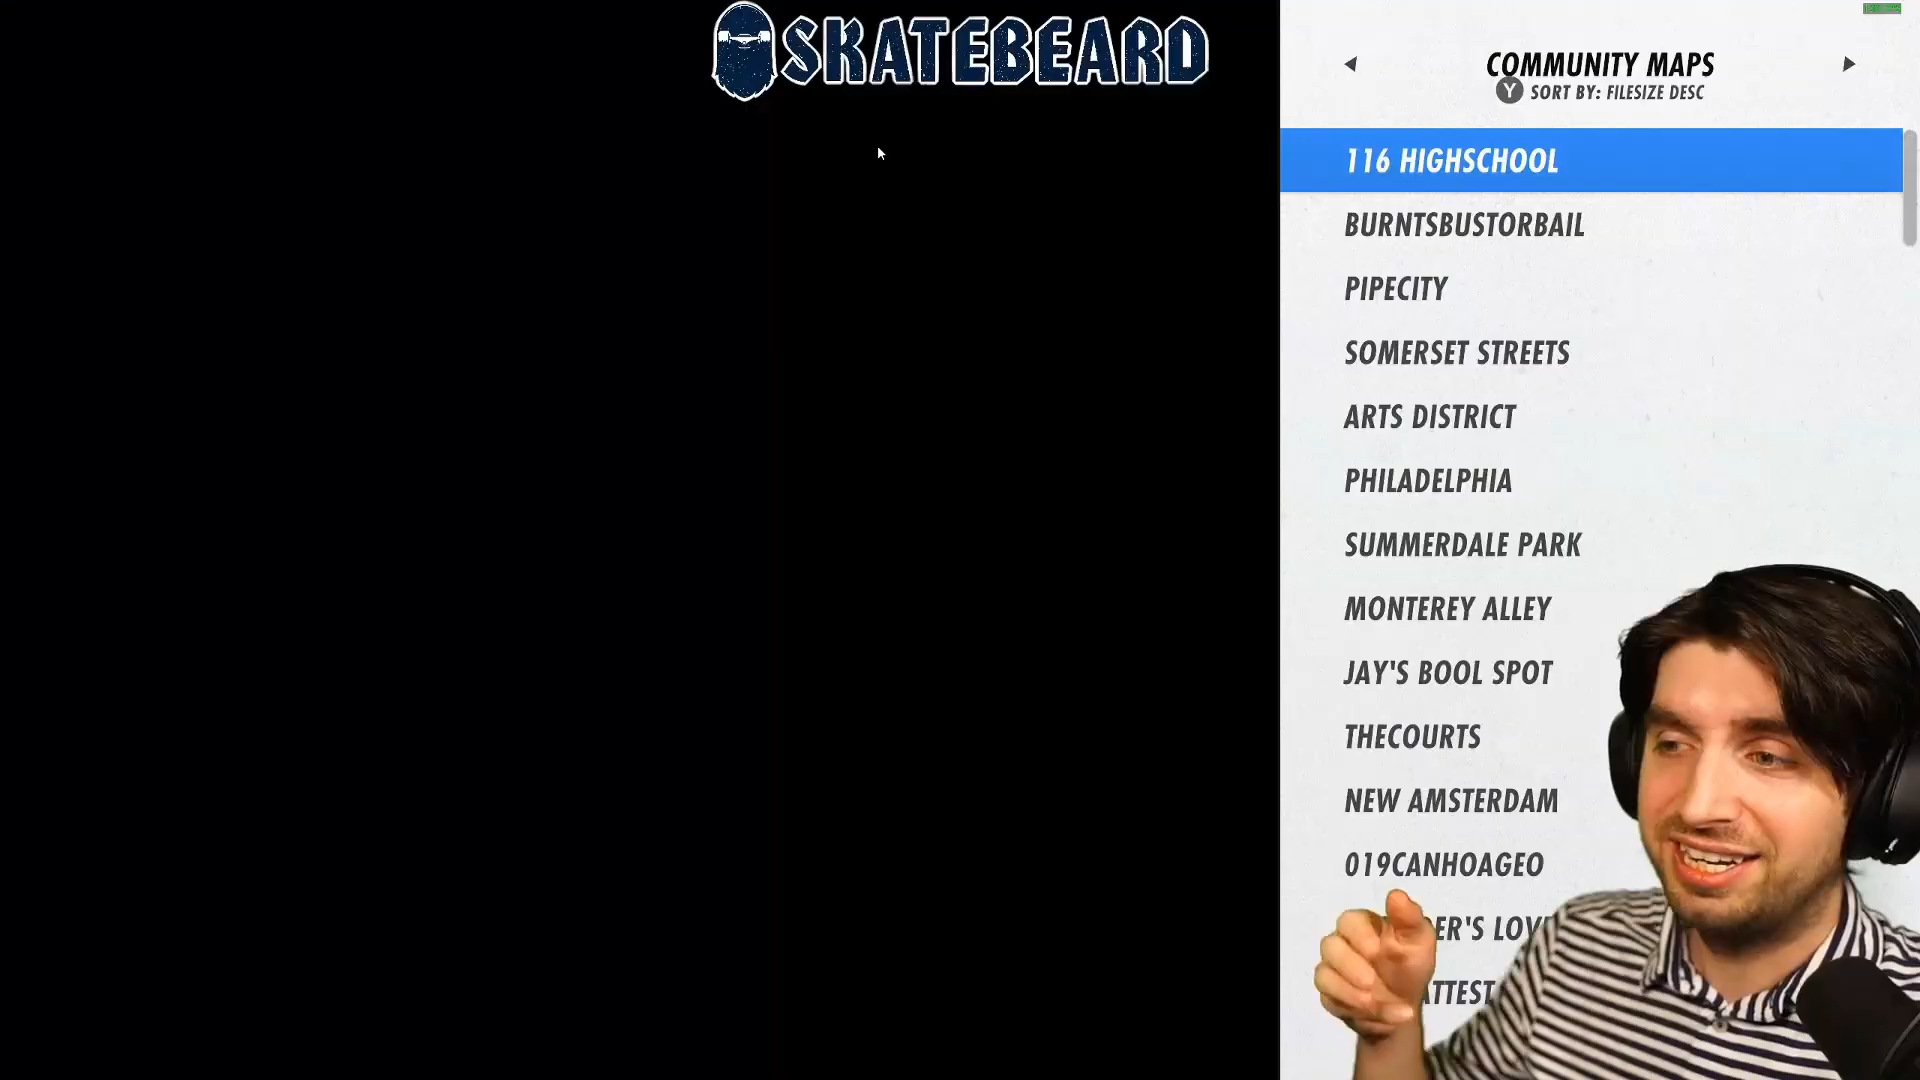 SKATEBEARD
COMMUNITY MAPS
Y SORT BY: FILESIZE DESC
116 HIGHSCHOOL
BURNTSBUSTORBAIL
PIPECITY
SOMERSET STREETS
ARTS DISTRICT
PHILADELPHIA
SUMMERDALE PARK
MONTEREY ALLEY
JAY'S BOOL SPOT
THECOURTS
NEW AMSTERDAM
019CANHOAGEO